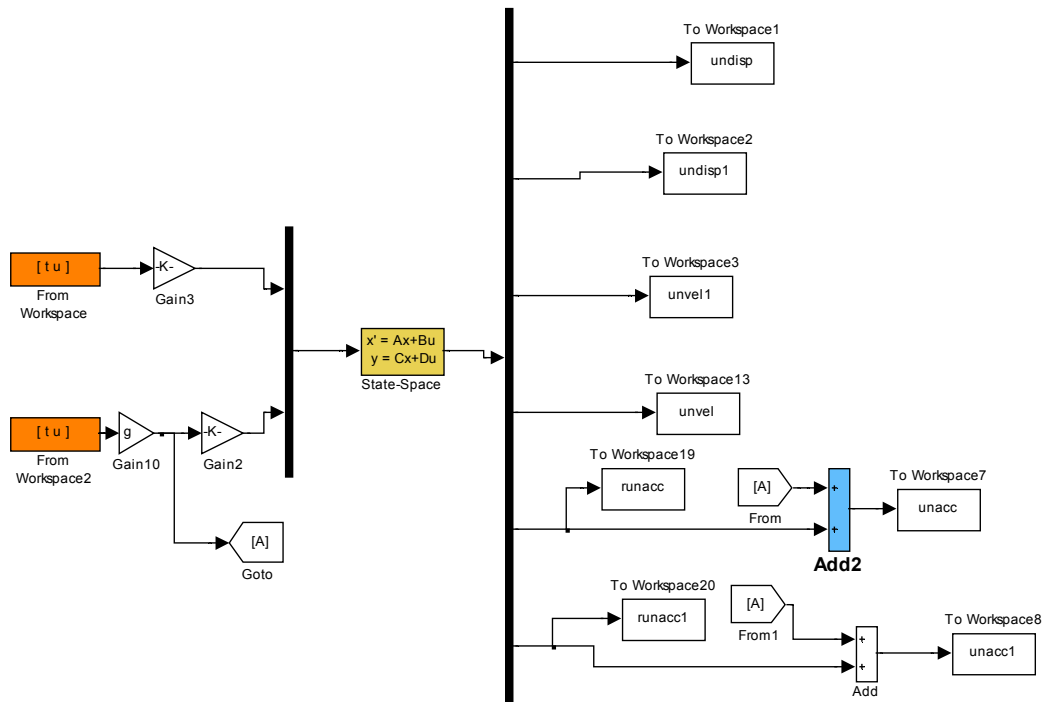 To Workspace1
undisp
To Workspace2
undisp1
To Workspace3
unvel1
[ t u ]
From
Workspace
-K-
Gain3
x' = Ax+Bu
y = Cx+Du
State-Space
To Workspace13
unvel
[ t u ]
From
Workspace2
g
Gain10
-K-
Gain2
To Workspace19
runacc
[A]
From
+
+
Add2
To Workspace7
unacc
[A]
Goto
To Workspace20
runacc1
[A]
From1
+
+
Add
To Workspace8
unacc1